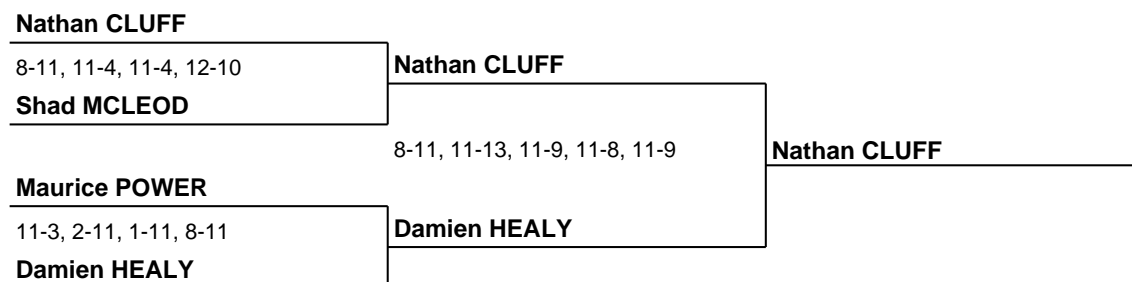 Nathan CLUFF
8-11, 11-4, 11-4, 12-10
Nathan CLUFF
Shad MCLEOD
8-11, 11-13, 11-9, 11-8, 11-9
Nathan CLUFF
Maurice POWER
11-3, 2-11, 1-11, 8-11
Damien HEALY
Damien HEALY